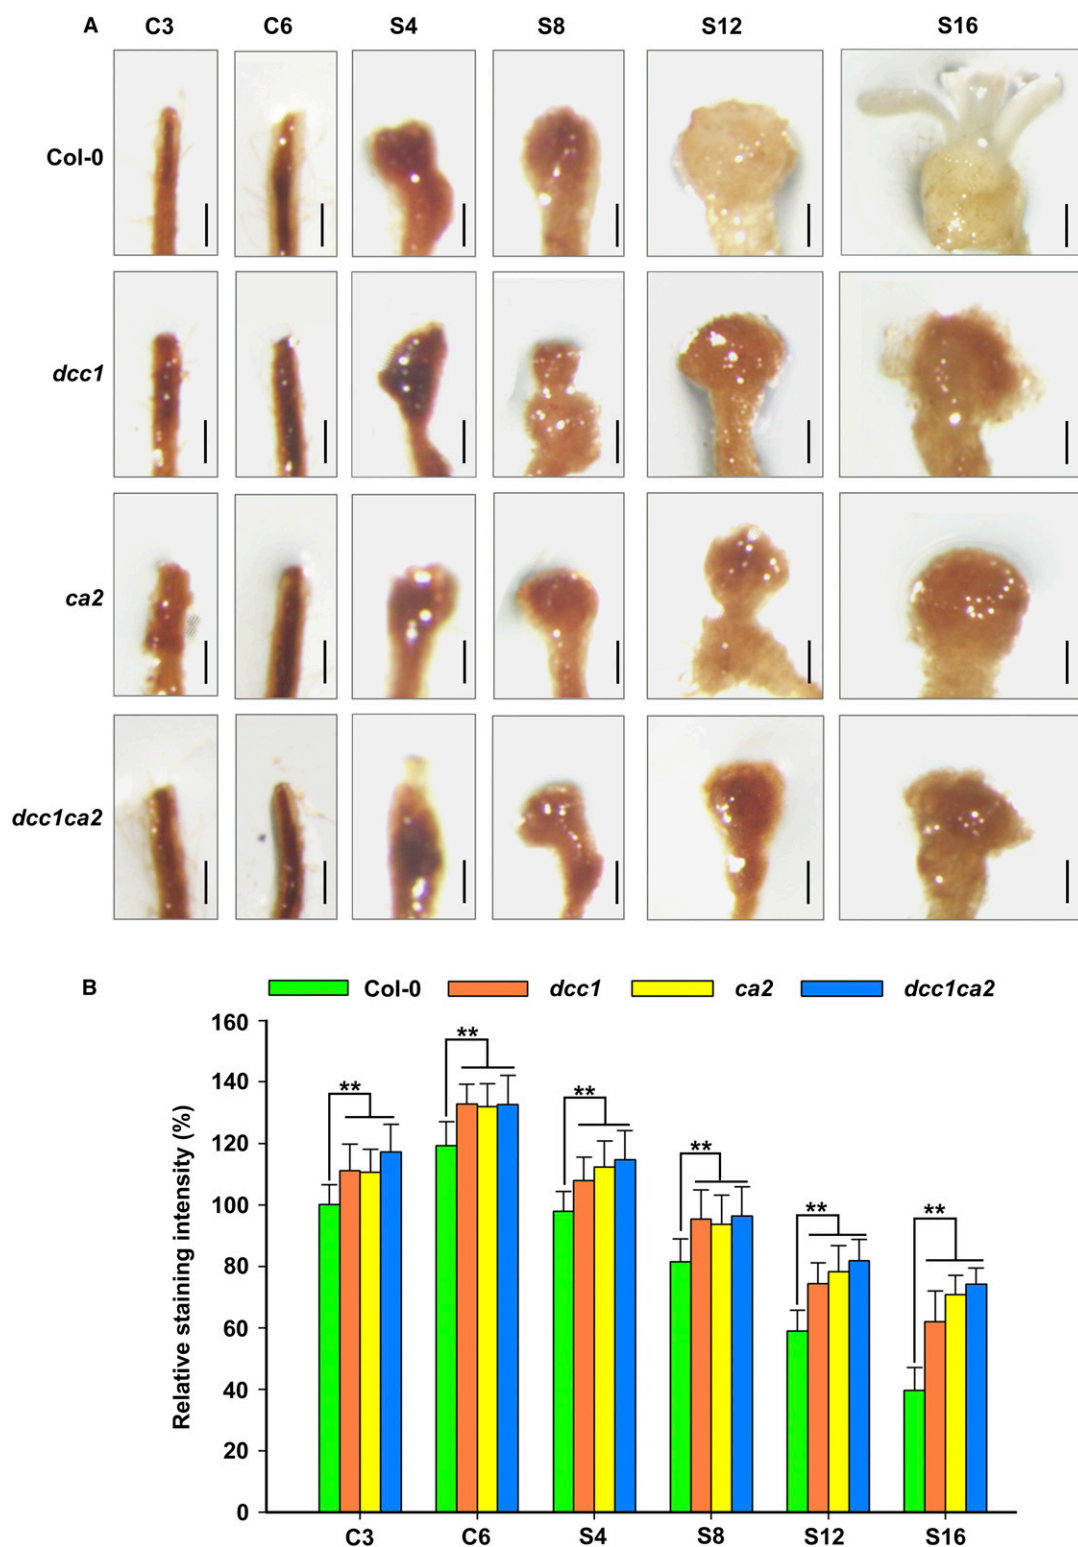 A C3 C6 S4 S8 S12 S16
Col-0
dcc1
ca2
dcc1ca2
B Col-0 dcc1 ca2 dcc1ca2
Relative staining intensity (%)
160
140
120
100
80
60
40
20
0
** ** ** ** ** **
C3 C6 S4 S8 S12 S16